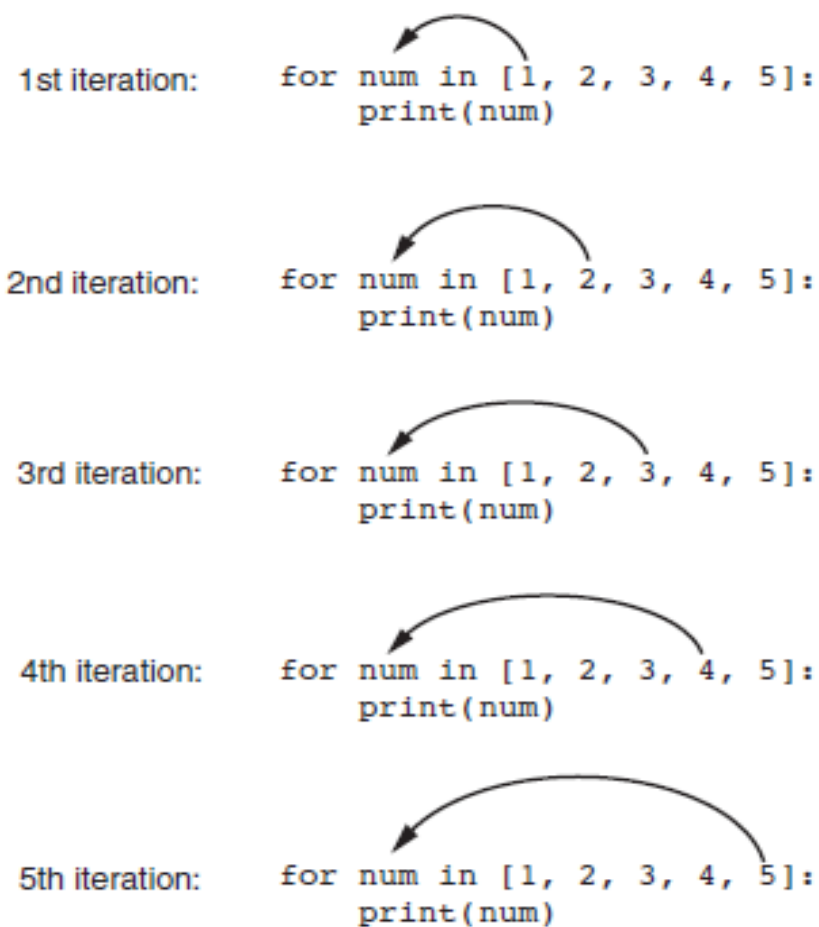 1st iteration: for num in [1, 2, 3, 4, 5]:
print(num)
2nd iteration: for num in [1, 2, 3, 4, 5]:
print(num)
3rd iteration: for num in [1, 2, 3, 4, 5]:
print(num)
4th iteration: for num in [1, 2, 3, 4, 5]:
print(num)
5th iteration: for num in [1, 2, 3, 4, 5]:
print(num)